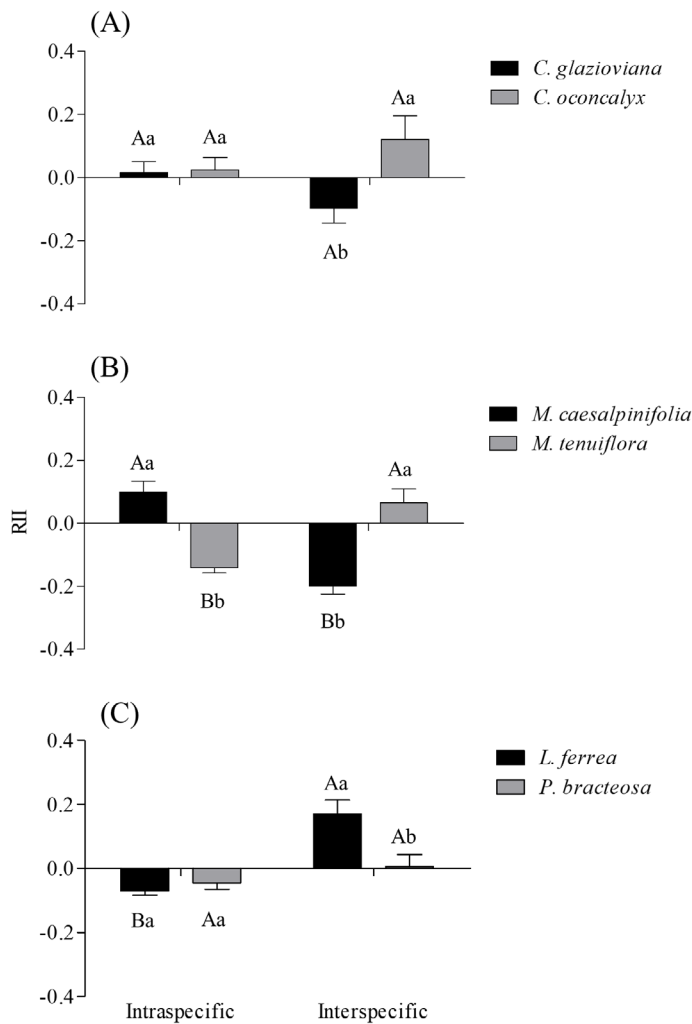 (A)
0.4
0.2
0.0
-0.2
-0.4
Aa
Aa
Ab
Aa
C. glazioviana
C. oconcalyx
(B)
0.4
0.2
0.0
-0.2
-0.4
RII
Aa
Bb
Bb
Aa
M. caesalpinifolia
M. tenuiflora
(C)
0.4
0.2
0.0
-0.2
-0.4
Ba
Aa
Aa
Ab
L. ferrea
P. bracteosa
Intraspecific
Interspecific